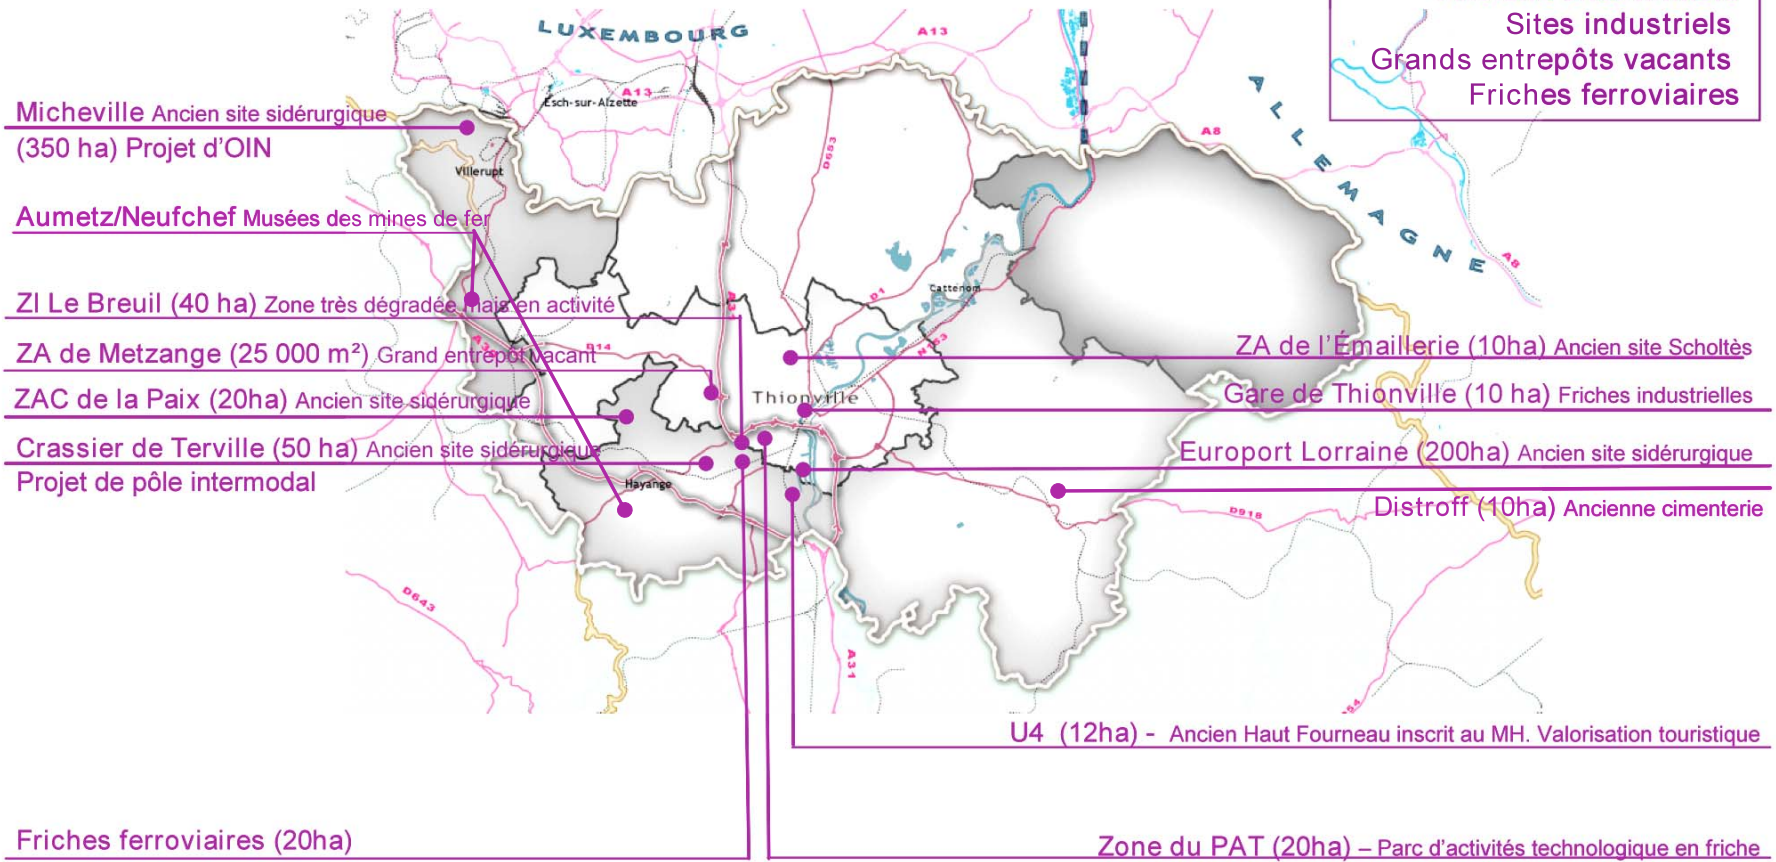 Sites industriels
Grands entrepôts vacants
Friches ferroviaires
LUXEMBOURG
A13
A13
Esch-sur-Alzette
ALLEMAGNE
A8
A8
Micheville Ancien site sidérurgique
(350 ha) Projet d'OIN
Villerupt
D653
Aumetz/Neufchef Musées des mines de fer
ZI Le Breuil (40 ha) Zone très dégradée mais en activité
Cattenom
D1
N153
D14
ZA de Metzange (25 000 m²) Grand entrepôt vacant
ZAC de la Paix (20ha) Ancien site sidérurgique
Crassier de Terville (50 ha) Ancien site sidérurgique
Projet de pôle intermodal
Thionville
Hayange
ZA de l'Émaillerie (10ha) Ancien site Scholtès
Gare de Thionville (10 ha) Friches industrielles
Europort Lorraine (200ha) Ancien site sidérurgique
Distroff (10ha) Ancienne cimenterie
D918
D643
A31
U4 (12ha) - Ancien Haut Fourneau inscrit au MH. Valorisation touristique
Friches ferroviaires (20ha)
Zone du PAT (20ha) – Parc d'activités technologique en friche